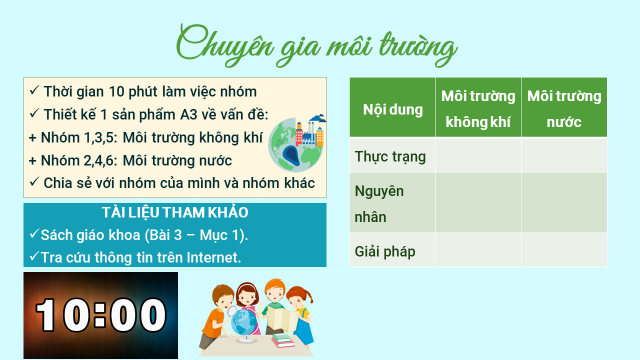 Chuyên gia môi trường
✓ Thời gian 10 phút làm việc nhóm
✓ Thiết kế 1 sản phẩm A3 về vấn đề:
+ Nhóm 1,3,5: Môi trường không khí
+ Nhóm 2,4,6: Môi trường nước
✓ Chia sẻ với nhóm của mình và nhóm khác
TÀI LIỆU THAM KHẢO
✓Sách giáo khoa (Bài 3 – Mục 1).
✓Tra cứu thông tin trên Internet.
10:00
Nội dung
Môi trường
không khí
Môi trường
nước
Thực trạng
Nguyên
nhân
Giải pháp